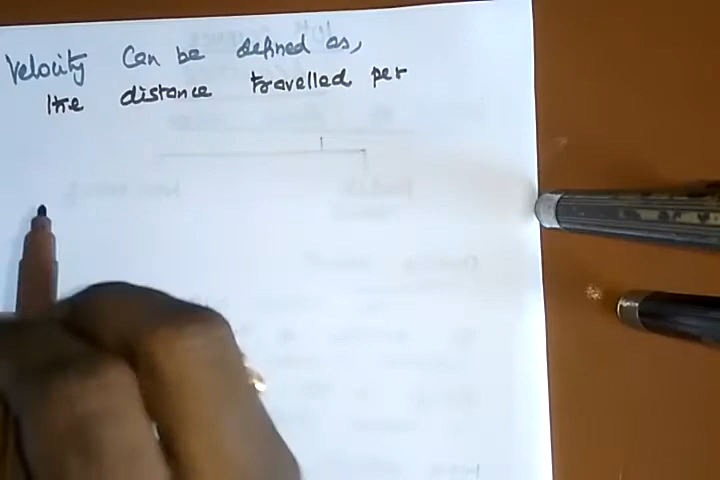 Velocity Can be defined as,
the distance travelled per